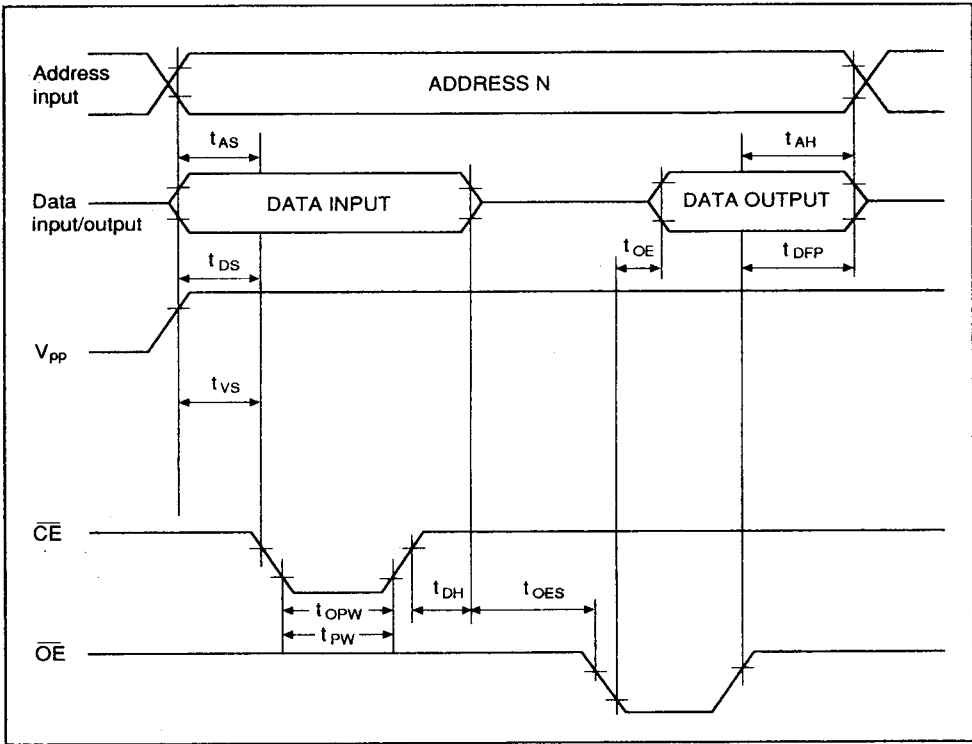 Address
input
ADDRESS N
tAS
tAH
Data
input/output
DATA INPUT
DATA OUTPUT
tOE
tDS
tDFP
Vpp
tVS
CE
tDH
tOES
tOPW
tPW
OE